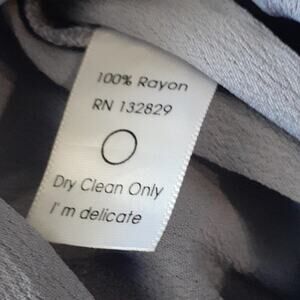 100% Rayon
RN 132829
Dry Clean Only
I'm delicate